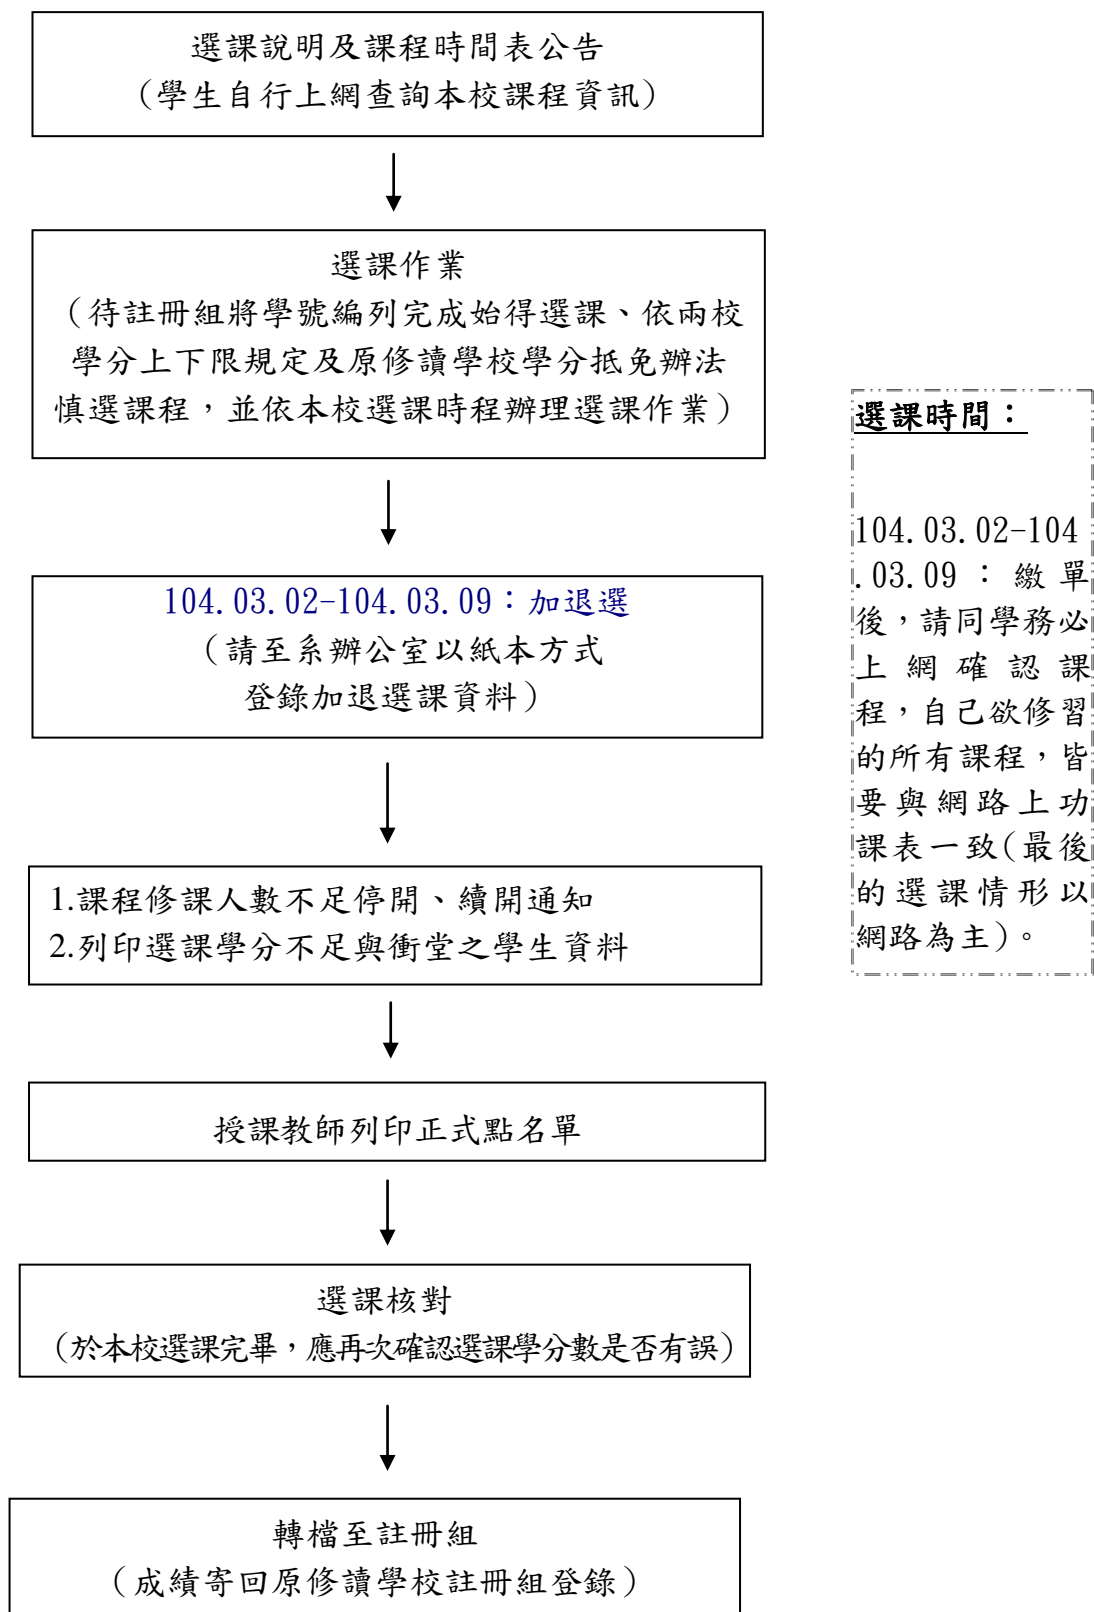 選課說明及課程時間表公告
（學生自行上網查詢本校課程資訊）
選課作業
（待註冊組將學號編列完成始得選課、依兩校
學分上下限規定及原修讀學校學分抵免辦法
慎選課程，並依本校選課時程辦理選課作業）
104.03.02-104.03.09：加退選
（請至系辦公室以紙本方式
登錄加退選課資料）
1.課程修課人數不足停開、續開通知
2.列印選課學分不足與衝堂之學生資料
授課教師列印正式點名單
選課核對
（於本校選課完畢，應再次確認選課學分數是否有誤）
轉檔至註冊組
（成績寄回原修讀學校註冊組登錄）
選課時間：
104.03.02-104
.03.09：繳單
後，請同學務必
上網確認課
程，自己欲修習
的所有課程，皆
要與網路上功
課表一致(最後
的選課情形以
網路為主)。